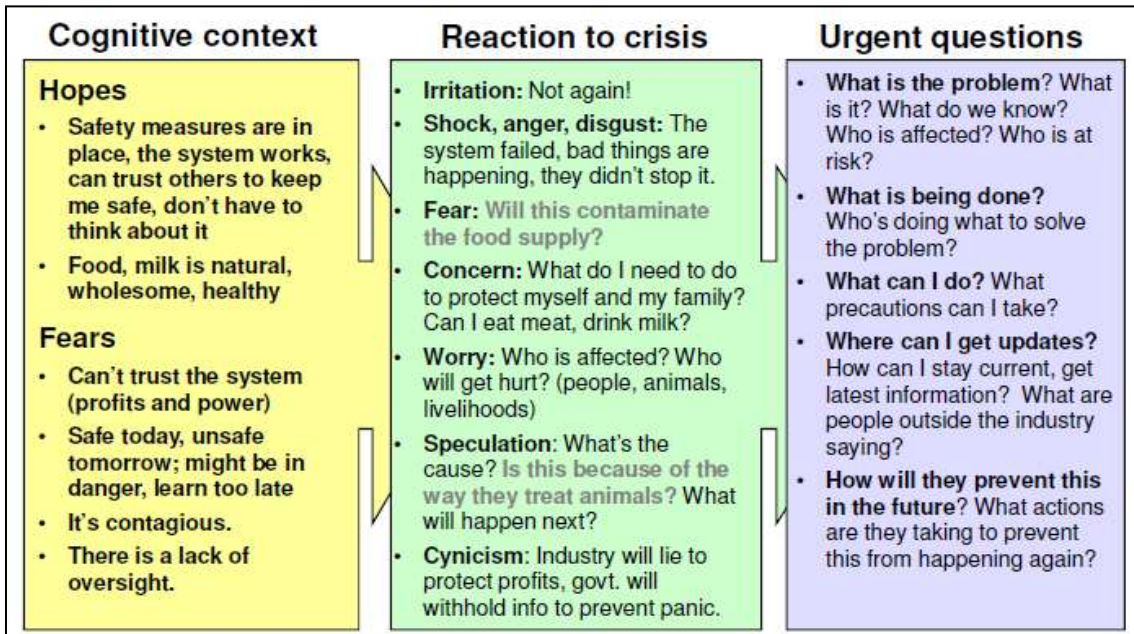 Cognitive context
Hopes
• Safety measures are in
place, the system works,
can trust others to keep
me safe, don't have to
think about it
• Food, milk is natural,
wholesome, healthy
Fears
• Can't trust the system
(profits and power)
• Safe today, unsafe
tomorrow; might be in
danger, learn too late
• It's contagious.
• There is a lack of
oversight.
Reaction to crisis
• Irritation: Not again!
• Shock, anger, disgust: The
system failed, bad things are
happening, they didn't stop it.
• Fear: Will this contaminate
the food supply?
• Concern: What do I need to do
to protect myself and my family?
Can I eat meat, drink milk?
• Worry: Who is affected? Who
will get hurt? (people, animals,
livelihoods)
• Speculation: What's the
cause? Is this because of the
way they treat animals? What
will happen next?
• Cynicism: Industry will lie to
protect profits, govt. will
withhold info to prevent panic.
Urgent questions
• What is the problem? What
is it? What do we know?
Who is affected? Who is at
risk?
• What is being done?
Who's doing what to solve
the problem?
• What can I do? What
precautions can I take?
• Where can I get updates?
How can I stay current, get
latest information? What are
people outside the industry
saying?
• How will they prevent this
in the future? What actions
are they taking to prevent
this from happening again?